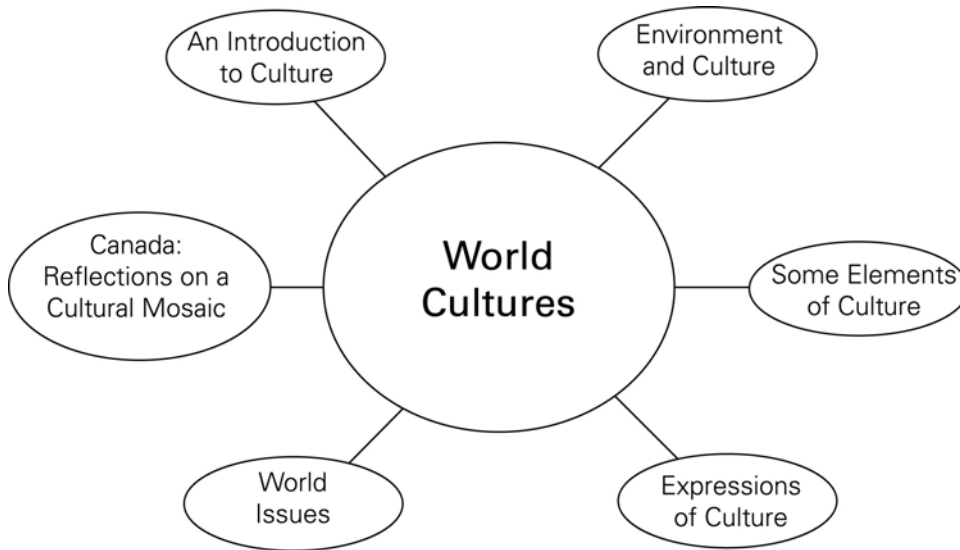 An Introduction
to Culture
Environment
and Culture
Canada:
Reflections on a
Cultural Mosaic
World
Cultures
Some Elements
of Culture
World
Issues
Expressions
of Culture